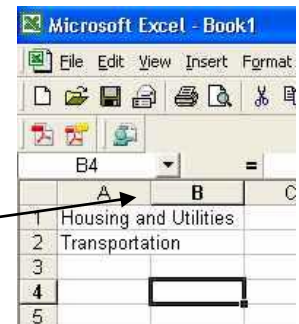 Microsoft Excel - Book1
File Edit View Insert Format
B4 =
A B C
1 Housing and Utilities
2 Transportation
3
4
5